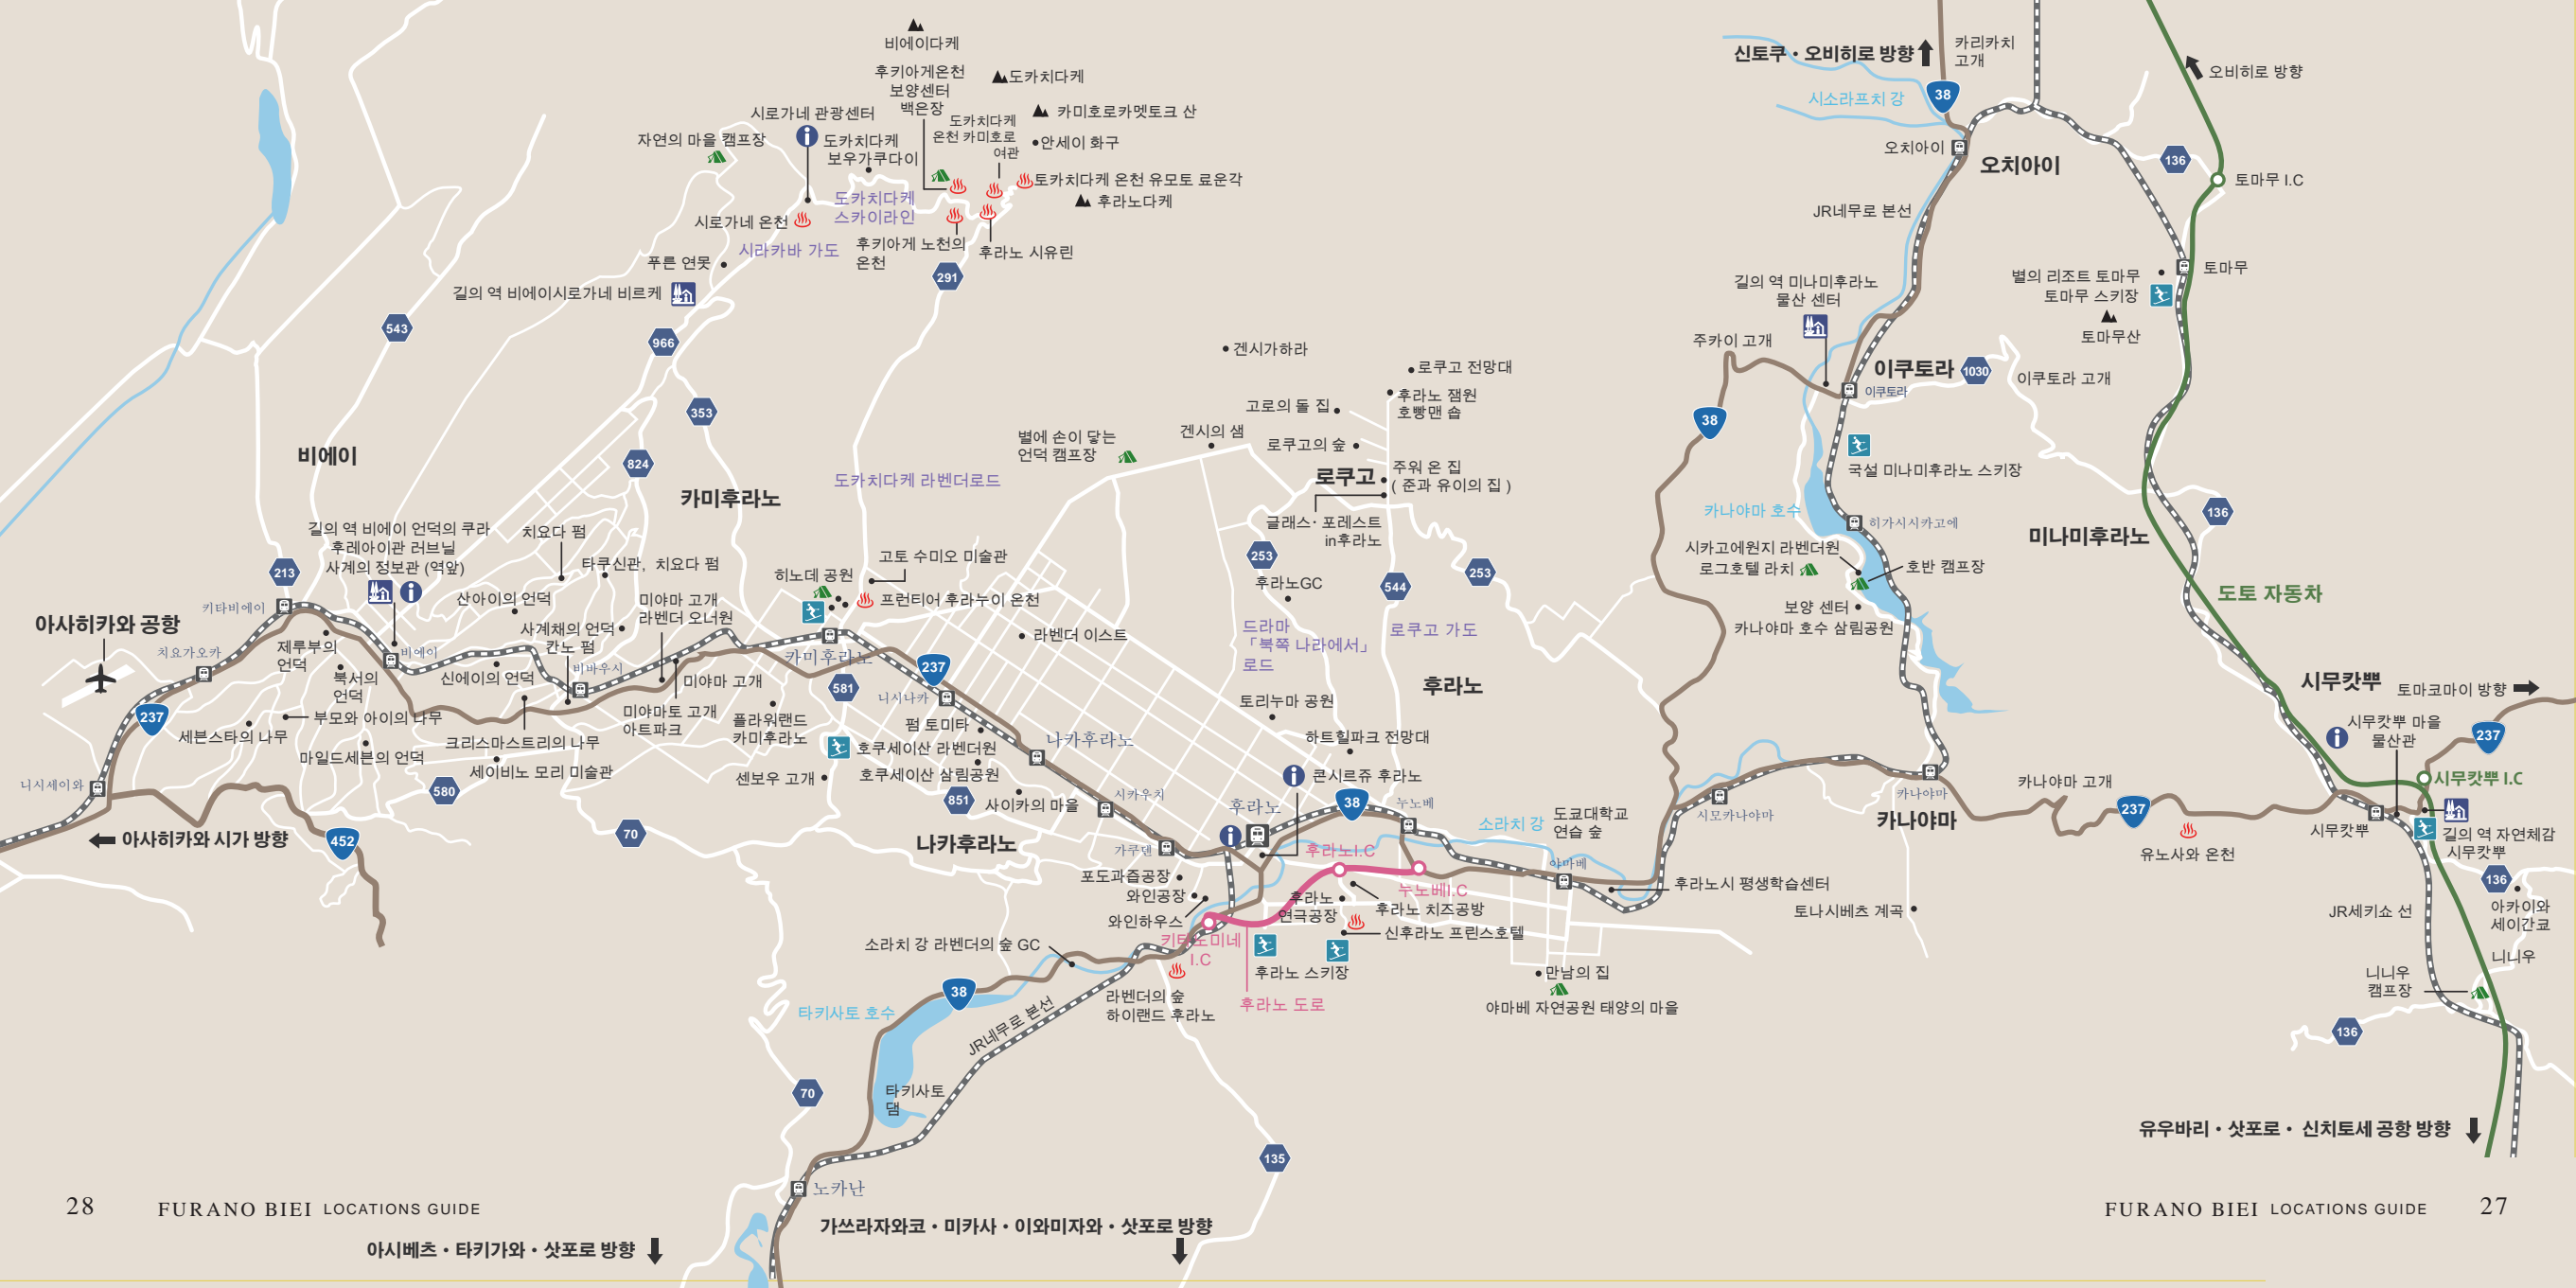 비에이다케
후키아게온천
보양센터
백은장
도카치다케
카미호로카멧토크 산
시로가네 관광센터
도카치다케
온천 카미호로
여관
안세이 화구
자연의 마을 캠프장
도카치다케
보우가쿠다이
토카치다케 온천 유모토 료운각
후라노다케
도카치다케
스카이라인
시로가네 온천
시라카바 가도
후키아게 노천의
온천
후라노 시유린
푸른 연못
291
길의 역 비에이시로가네 비르케
543
966
353
비에이
824
카미후라노
도카치다케 라벤더로드
신토쿠・오비히로 방향
카리카치
고개
38
시소라프치 강
오비히로 방향
오치아이
오치아이
136
토마무 I.C
JR네무로 본선
길의 역 미나미후라노
물산 센터
별의 리조트 토마무
토마무 스키장
토마무
토마무산
주카이 고개
이쿠토라
1030
이쿠토라 고개
이쿠토라
38
국설 미나미후라노 스키장
카나야마 호수
히가시시카고에
미나미후라노
136
시카고에원지 라벤더원
로그호텔 라치
호반 캠프장
보양 센터
카나야마 호수 삼림공원
도토 자동차
겐시가하라
로쿠고 전망대
후라노 잼원
호빵맨 숍
고로의 돌 집
겐시의 샘
로쿠고의 숲
별에 손이 닿는
언덕 캠프장
로쿠고
주워 온 집
( 준과 유이의 집 )
글래스· 포레스트
in후라노
253
후라노GC
544
253
드라마
「북쪽 나라에서」
로드
로쿠고 가도
후라노
토리누마 공원
하트힐파크 전망대
콘시르쥬 후라노
길의 역 비에이 언덕의 쿠라
후레아이관 러브닐
사계의 정보관 (역앞)
치요다 펌
타쿠신관, 치요다 펌
213
키타비에이
산아이의 언덕
미야마 고개
라벤더 오너원
히노데 공원
고토 수미오 미술관
프런티어 후라누이 온천
라벤더 이스트
아사히카와 공항
치요가오카
제루부의
언덕
비에이
사계채의 언덕
칸노 펌
비바우시
북서의
언덕
신에이의 언덕
미야마 고개
카미후라노
237
581
니시나카
237
세븐스타의 나무
부모와 아이의 나무
마일드세븐의 언덕
크리스마스트리의 나무
세이비노 모리 미술관
미야마토 고개
아트파크
플라워랜드
카미후라노
펌 토미타
호쿠세이산 라벤더원
호쿠세이산 삼림공원
나카후라노
센보우 고개
니시세이와
580
851
사이카의 마을
시카우치
아사히카와 시가 방향
452
70
나카후라노
가쿠덴
후라노
38
누노베
소라치 강
도쿄대학교
연습 숲
후라노I.C
야마베
포도과즙공장
와인공장
와인하우스
후라노
연극공장
누노베I.C
후라노 치즈공방
후라노시 평생학습센터
신후라노 프린스호텔
키타노미네
I.C
후라노 스키장
후라노 도로
소라치 강 라벤더의 숲 GC
라벤더의 숲
하이랜드 후라노
만남의 집
야마베 자연공원 태양의 마을
타키사토 호수
38
JR네무로 본선
타키사토
댐
70
135
노카난
시모카나야마
카나야마
카나야마
카나야마 고개
237
유노사와 온천
토나시베츠 계곡
시무캇뿌
토마코마이 방향
시무캇뿌 마을
물산관
237
시무캇뿌 I.C
시무캇뿌
길의 역 자연체감
시무캇뿌
136
아카이와
세이간쿄
JR세키쇼 선
니니우
니니우
캠프장
136
유우바리・삿포로・ 신치토세 공항 방향
28 FURANO BIEI LOCATIONS GUIDE
아시베츠・타키가와・삿포로 방향
가쓰라자와코・미카사・이와미자와・삿포로 방향
FURANO BIEI LOCATIONS GUIDE 27